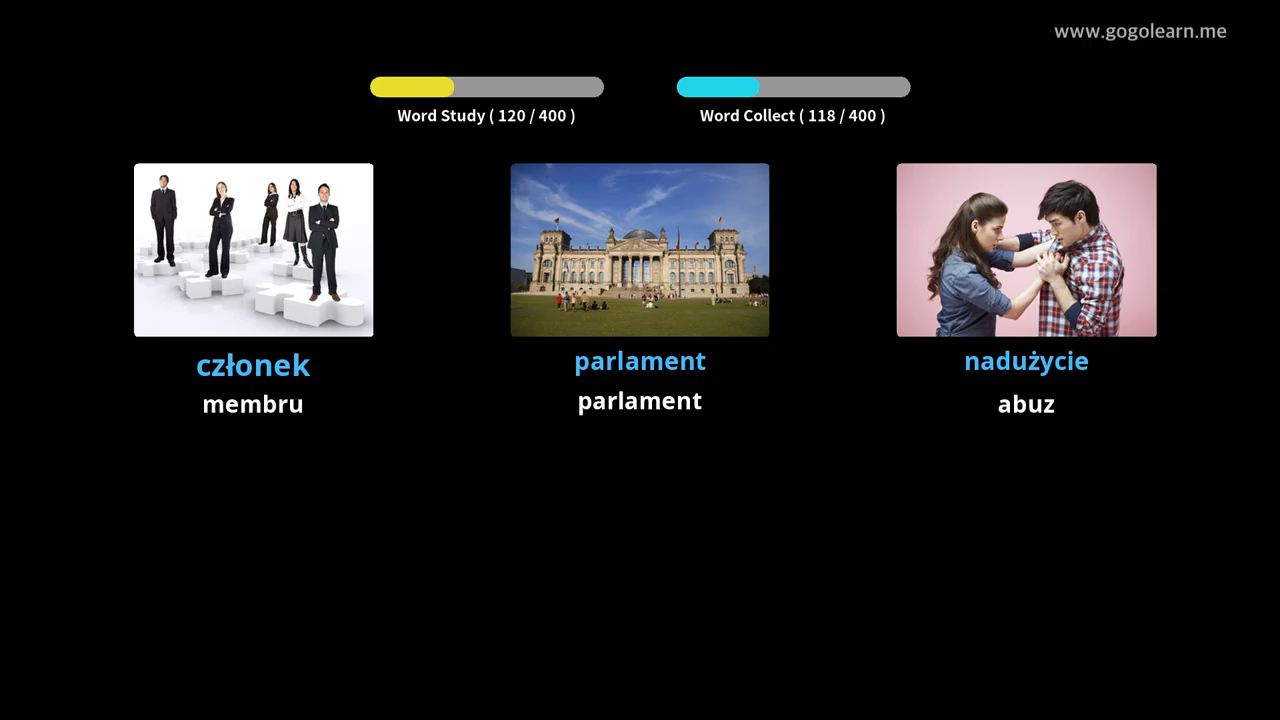 www.gogolearn.me
Word Study ( 120 / 400 )
Word Collect ( 118 / 400 )
członek
membru
parlament
parlament
nadużycie
abuz